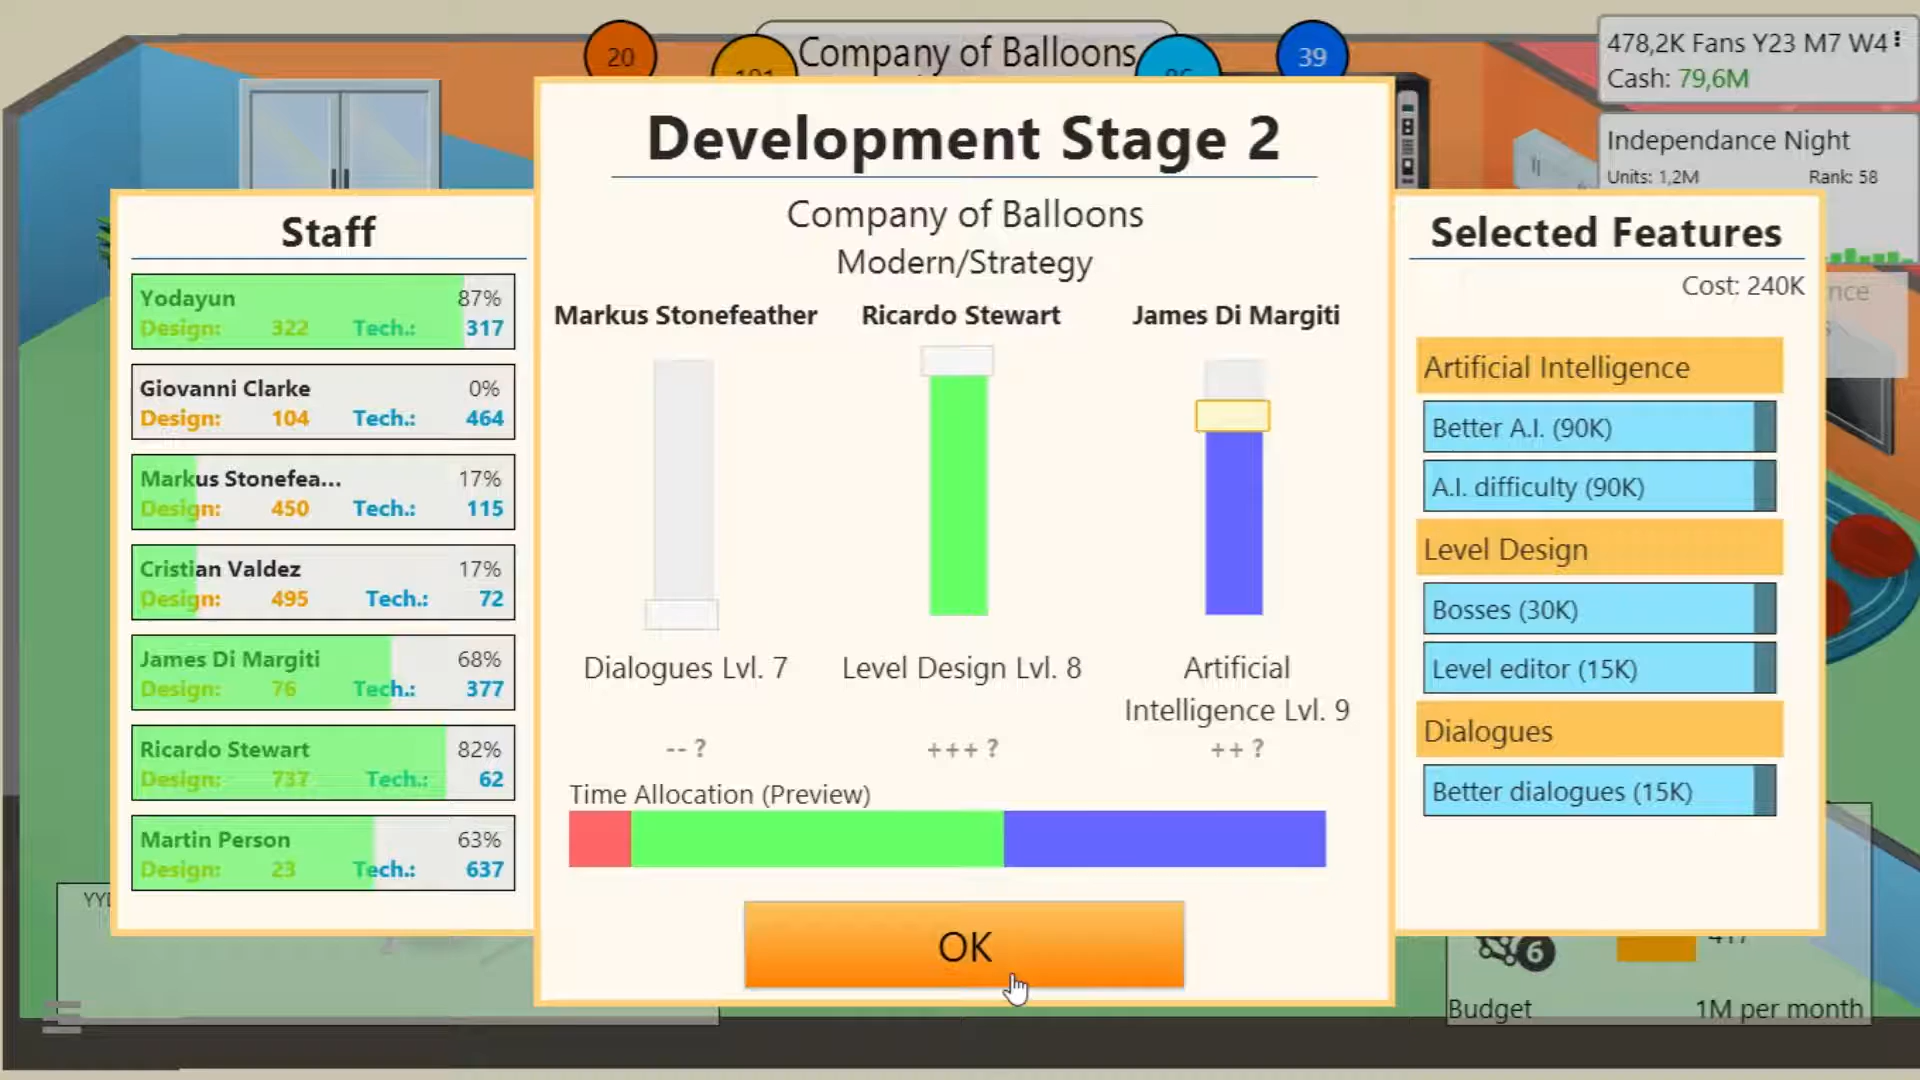 20
Company of Balloons
39
478,2K Fans Y23 M7 W4
Cash: 79,6M
Independance Night
Units: 1,2M
Rank: 58
Development Stage 2
Company of Balloons
Modern/Strategy
Staff
Yodayun
87%
Design: 322 Tech.: 317
Giovanni Clarke
0%
Design: 104 Tech.: 464
Markus Stonefea...
17%
Design: 450 Tech.: 115
Cristian Valdez
17%
Design: 495 Tech.: 72
James Di Margiti
68%
Design: 76 Tech.: 377
Ricardo Stewart
82%
Design: 737 Tech.: 62
Martin Person
63%
Design: 23 Tech.: 637
Markus Stonefeather
Ricardo Stewart
James Di Margiti
Dialogues Lvl. 7
Level Design Lvl. 8
Artificial
Intelligence Lvl. 9
-- ?
+++ ?
++ ?
Time Allocation (Preview)
OK
Selected Features
Cost: 240K
Artificial Intelligence
Better A.I. (90K)
A.I. difficulty (90K)
Level Design
Bosses (30K)
Level editor (15K)
Dialogues
Better dialogues (15K)
6
Budget
1M per month